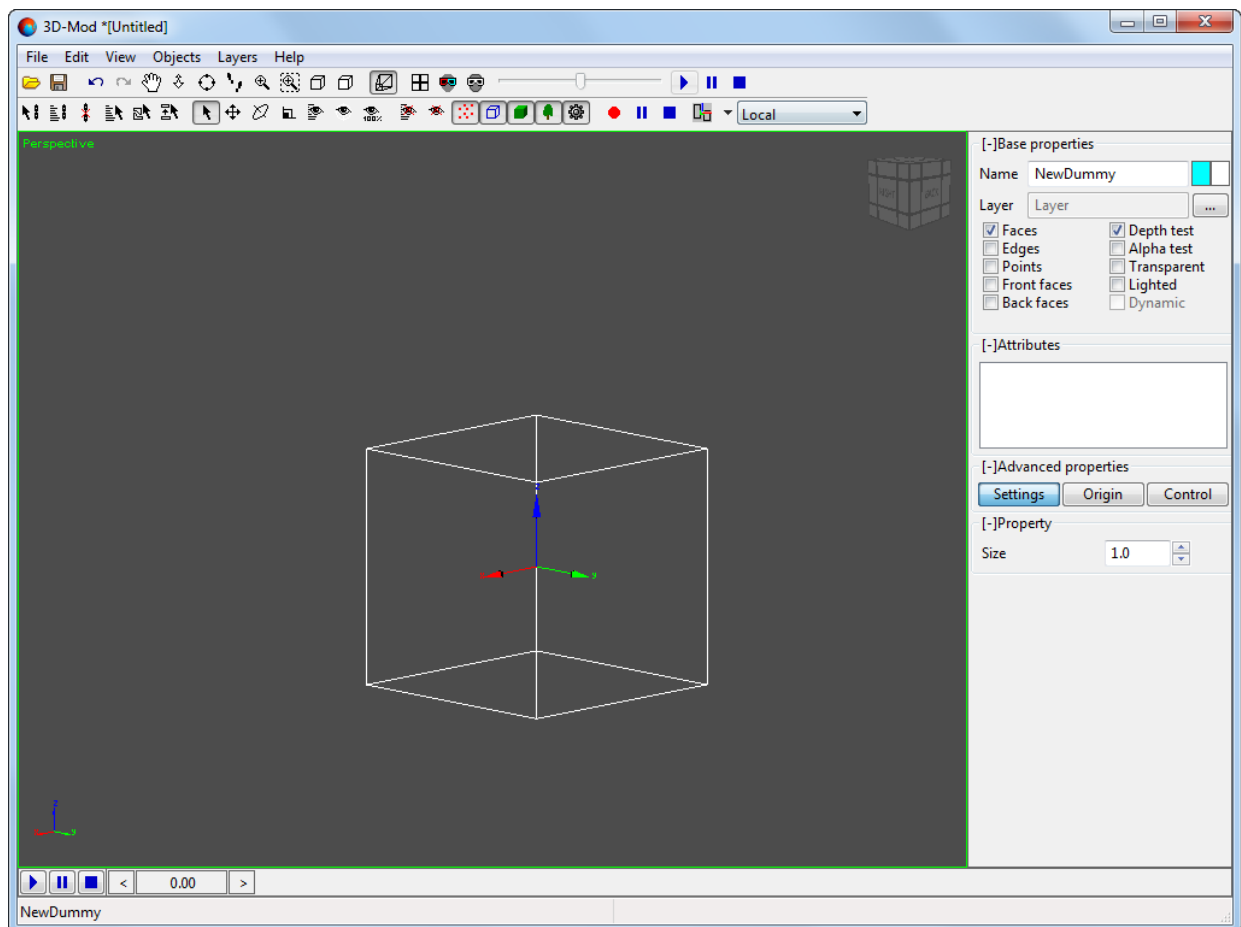 3D-Mod *[Untitled]
File Edit View Objects Layers Help
100%
Local
Perspective
[-]Base properties
Name NewDummy
Layer Layer ...
Faces Depth test
Edges Alpha test
Points Transparent
Front faces Lighted
Back faces Dynamic
[-]Attributes
[-]Advanced properties
Settings Origin Control
[-]Property
Size 1.0
z
y
z
y
< 0.00 >
NewDummy